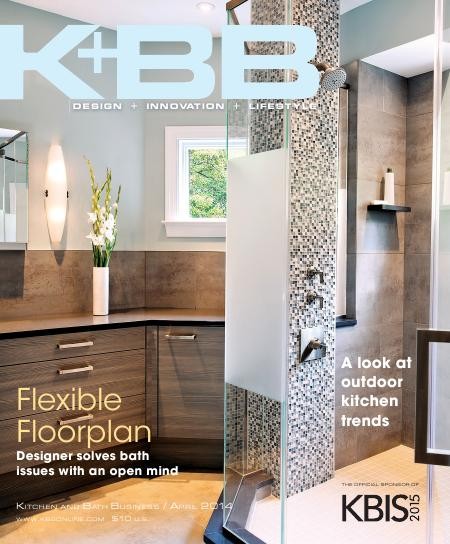 K+BB
DESIGN + INNOVATION + LIFESTYLE
A look at
outdoor
kitchen
trends
Flexible
Floorplan
Designer solves bath
issues with an open mind
THE OFFICIAL SPONSOR OF
KBIS 2015
KITCHEN AND BATH BUSINESS / APRIL 2014
WWW.KBBONLINE.COM $10 U.S.